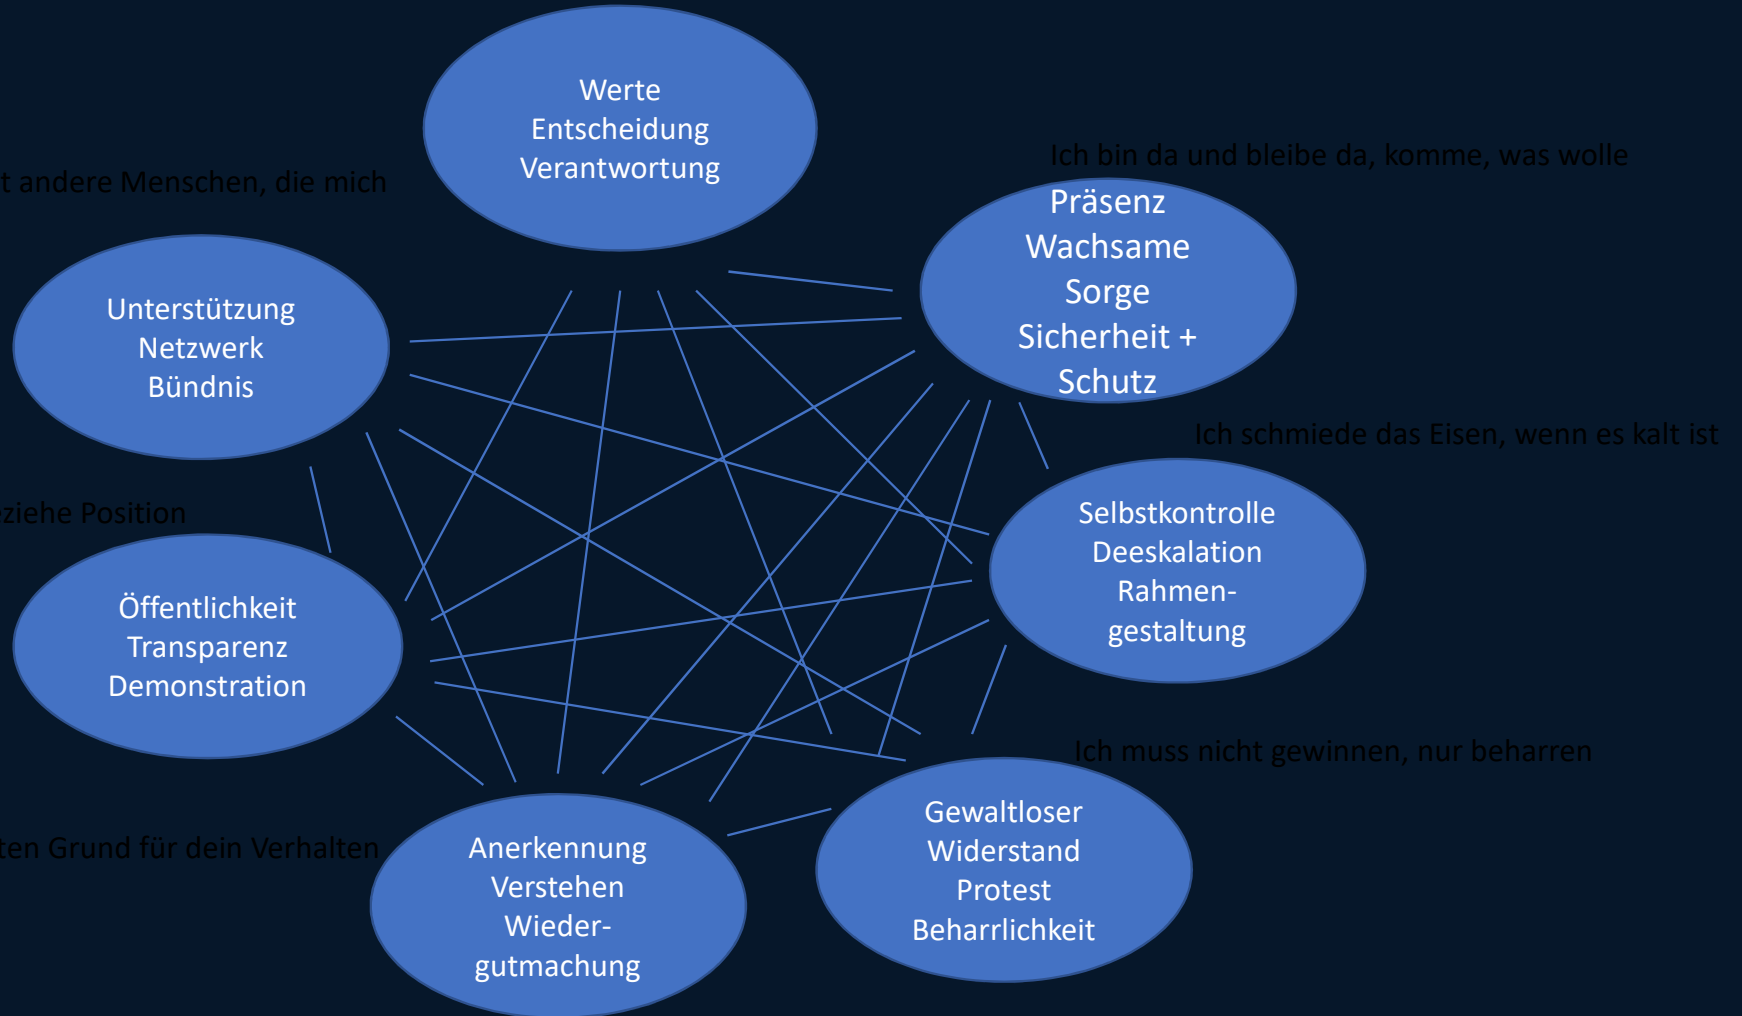 Werte
Entscheidung
Verantwortung
Ich bin da und bleibe da, komme, was wolle
andere Menschen, die mich
Präsenz
Wachsame
Sorge
Sicherheit +
Schutz
Unterstützung
Netzwerk
Bündnis
Ich schmiede das Eisen, wenn es kalt ist
Position
Selbstkontrolle
Deeskalation
Rahmen-
gestaltung
Öffentlichkeit
Transparenz
Demonstration
Ich muss nicht gewinnen, nur beharren
Grund für dein Verhalten
Anerkennung
Verstehen
Wieder-
gutmachung
Gewaltloser
Widerstand
Protest
Beharrlichkeit